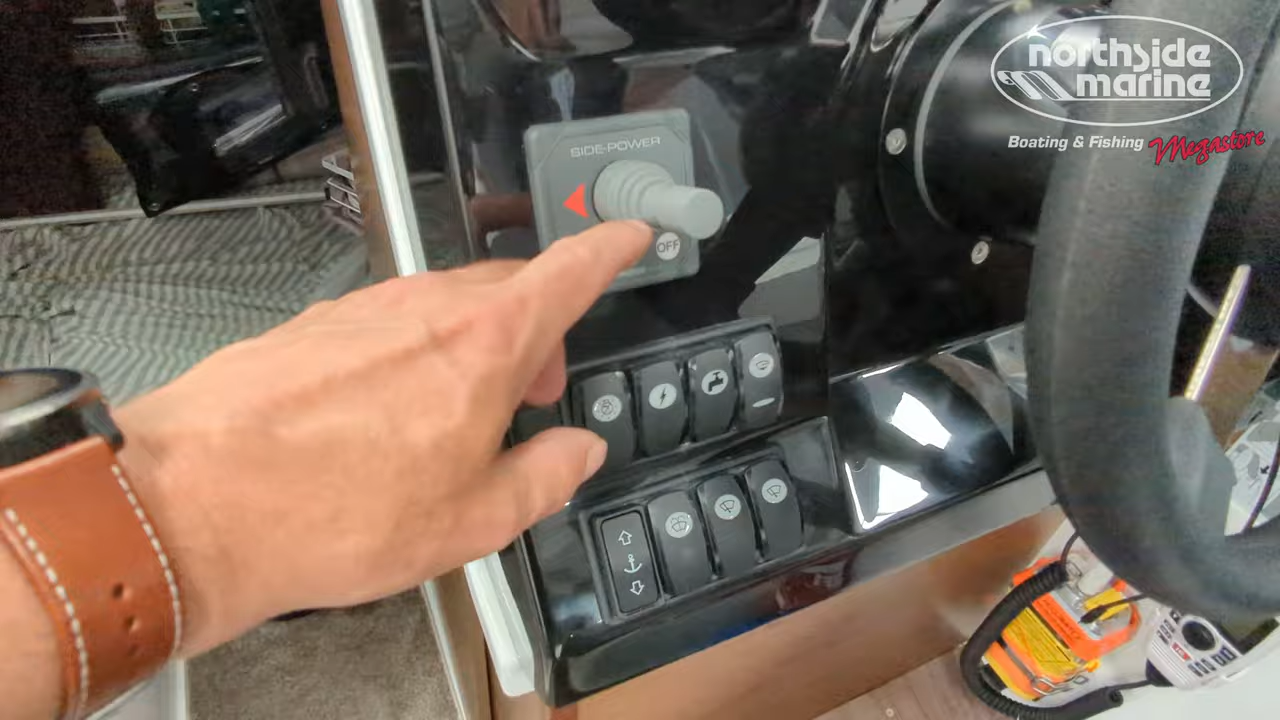 northside
marine
Boating & Fishing Megastore
SIDE-POWER
OFF